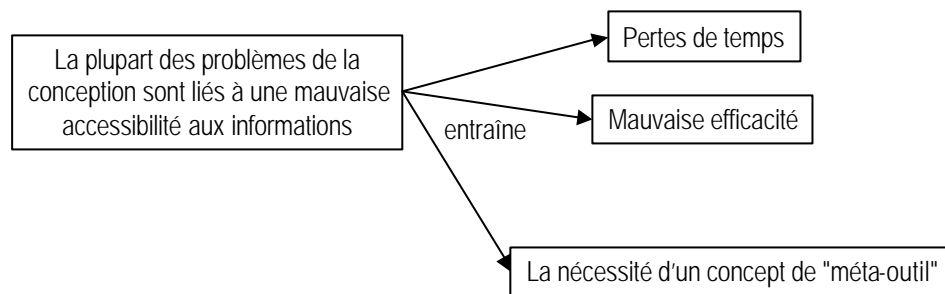 La plupart des problèmes de la
conception sont liés à une mauvaise
accessibilité aux informations
Pertes de temps
Mauvaise efficacité
entraîne
La nécessité d'un concept de "méta-outil"